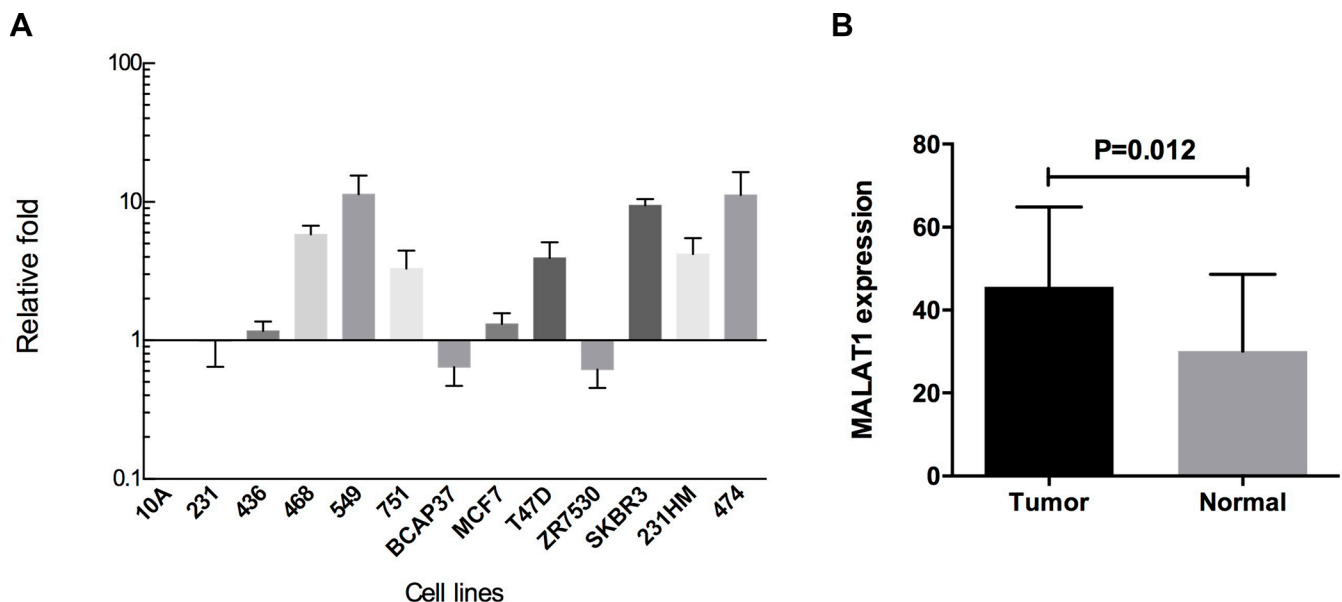 A
Relative fold
100
10
1
0.1
10A
231
436
468
549
751
BCAP37
MCF7
T47D
ZR7530
SKBR3
231HM
474
Cell lines
B
MALAT1 expression
80
60
40
20
0
P=0.012
Tumor
Normal